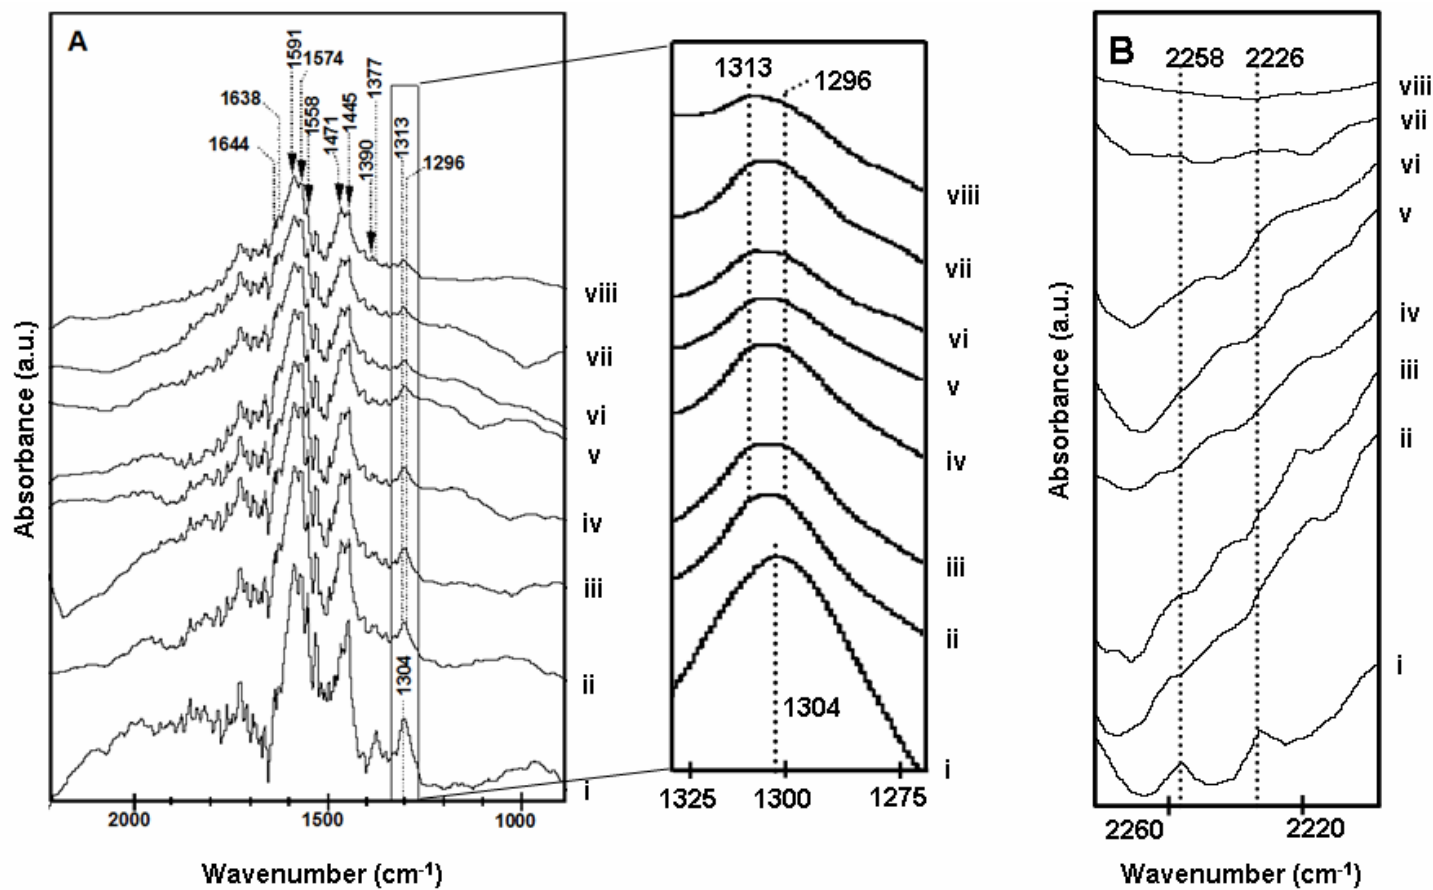 A
1591
1574
1377
1638
1558
1471
1445
1644
1390
1313
1296
1304
viii
vii
vi
v
iv
iii
ii
i
2000
1500
1000
Absorbance (a.u.)
Wavenumber (cm-1)
1313
1296
1304
viii
vii
vi
v
iv
iii
ii
i
1325
1300
1275
B
2258
2226
viii
vii
vi
v
iv
iii
ii
i
2260
2220
Absorbance (a.u.)
Wavenumber (cm-1)